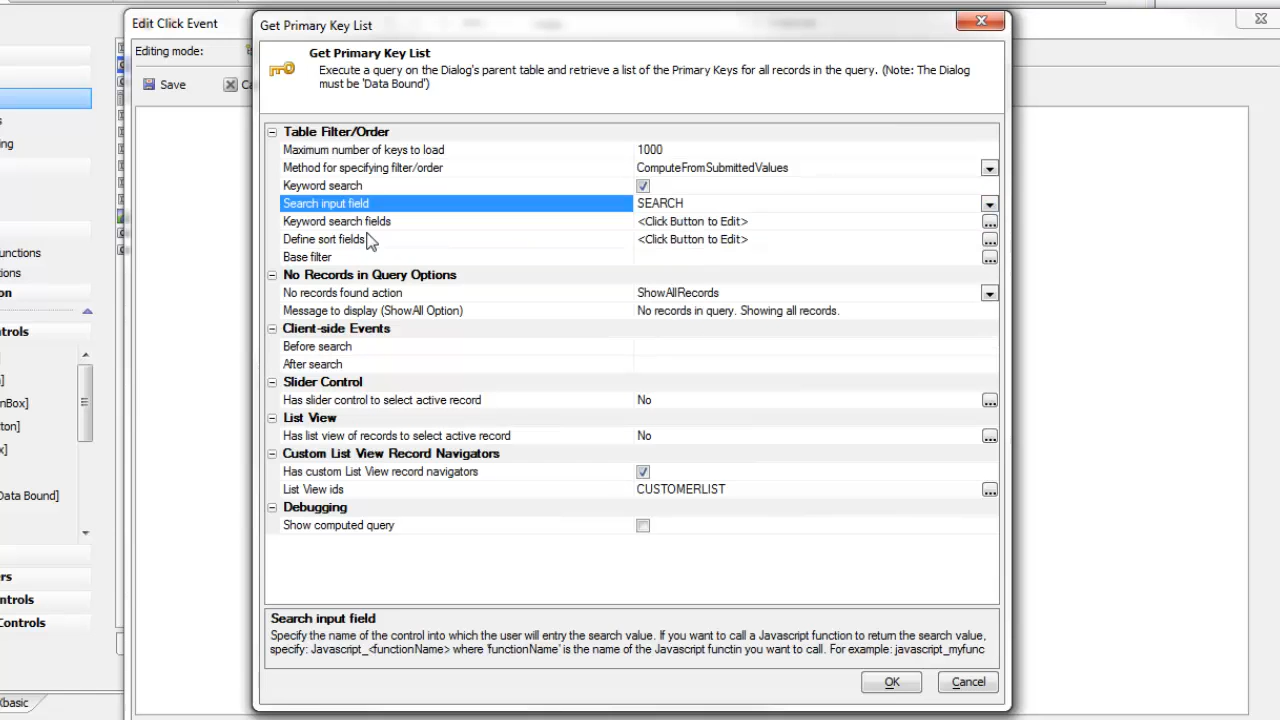 Edit Click Event
Get Primary Key List
Editing mode:
Get Primary Key List
Execute a query on the Dialog's parent table and retrieve a list of the Primary Keys for all records in the query. (Note: The Dialog
must be 'Data Bound')
Save
Table Filter/Order
Maximum number of keys to load 1000
Method for specifying filter/order ComputeFromSubmittedValues
Keyword search
Search input field SEARCH
Keyword search fields <Click Button to Edit>
Define sort fields <Click Button to Edit>
Base filter
No Records in Query Options
No records found action ShowAllRecords
Message to display (ShowAll Option) No records in query. Showing all records.
Client-side Events
Before search
After search
Slider Control
Has slider control to select active record No
List View
Has list view of records to select active record No
Custom List View Record Navigators
Has custom List View record navigators
List View ids CUSTOMERLIST
Debugging
Show computed query
Search input field
Specify the name of the control into which the user will entry the search value. If you want to call a Javascript function to return the search value,
specify: Javascript_<functionName> where 'functionName' is the name of the Javascript functin you want to call. For example: javascript_myfunc
OK Cancel
Data Bound]